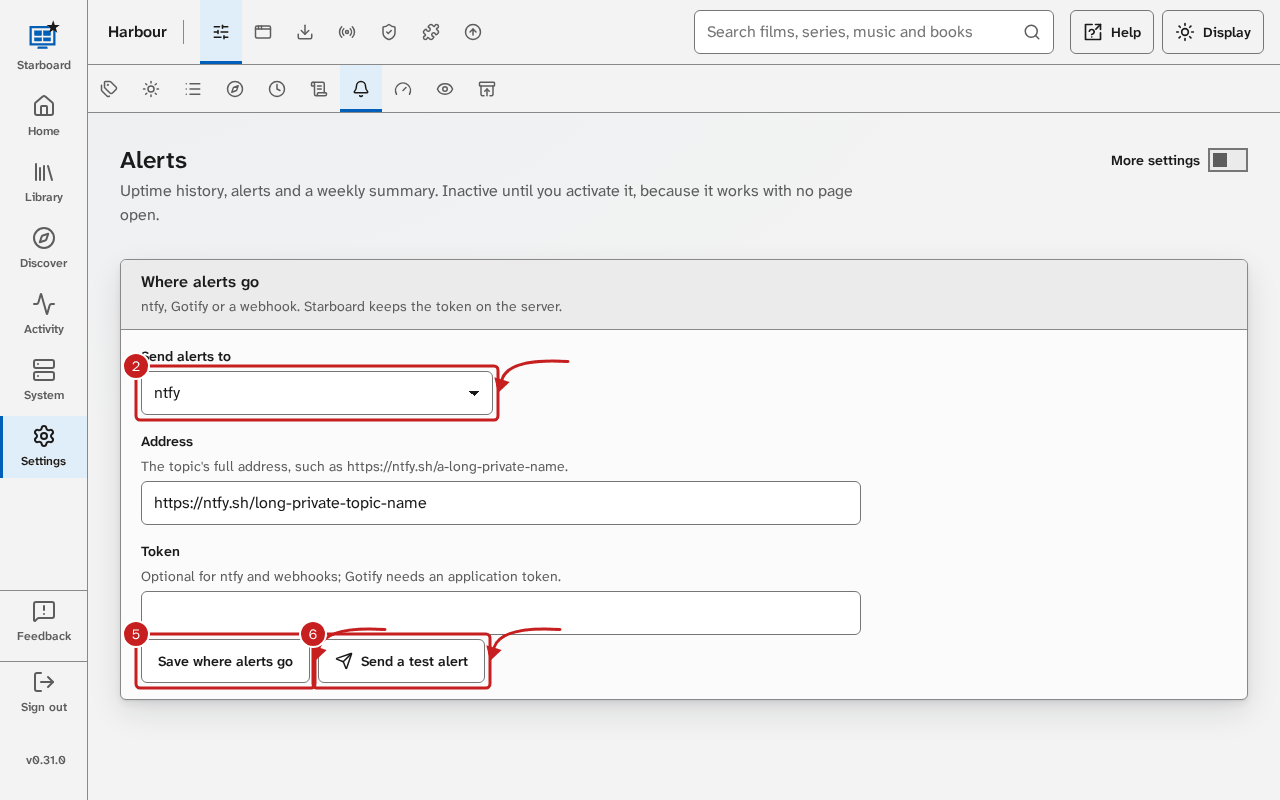 Starboard
Home
Library
Discover
Activity
System
Settings
Feedback
Sign out
v0.31.0
Harbour
Search films, series, music and books
Help
Display
Alerts
More settings
Uptime history, alerts and a weekly summary. Inactive until you activate it, because it works with no page
open.
Where alerts go
ntfy, Gotify or a webhook. Starboard keeps the token on the server.
Send alerts to
2
ntfy
Address
The topic's full address, such as https://ntfy.sh/a-long-private-name.
https://ntfy.sh/long-private-topic-name
Token
Optional for ntfy and webhooks; Gotify needs an application token.
5
6
Save where alerts go
Send a test alert